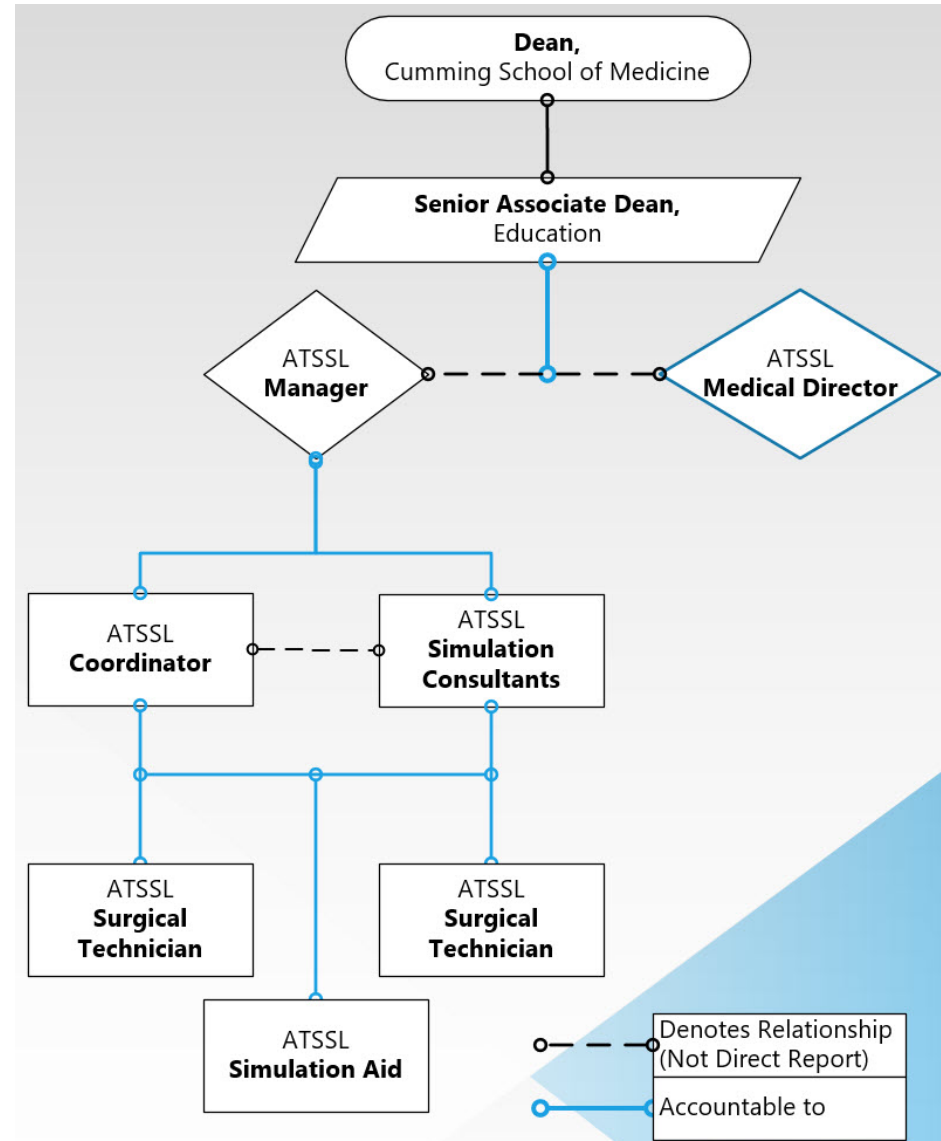 Dean,
Cumming School of Medicine
Senior Associate Dean,
Education
ATSSL
Manager
ATSSL
Medical Director
ATSSL
Coordinator
ATSSL
Simulation
Consultants
ATSSL
Surgical
Technician
ATSSL
Surgical
Technician
ATSSL
Simulation Aid
Denotes Relationship
(Not Direct Report)
Accountable to